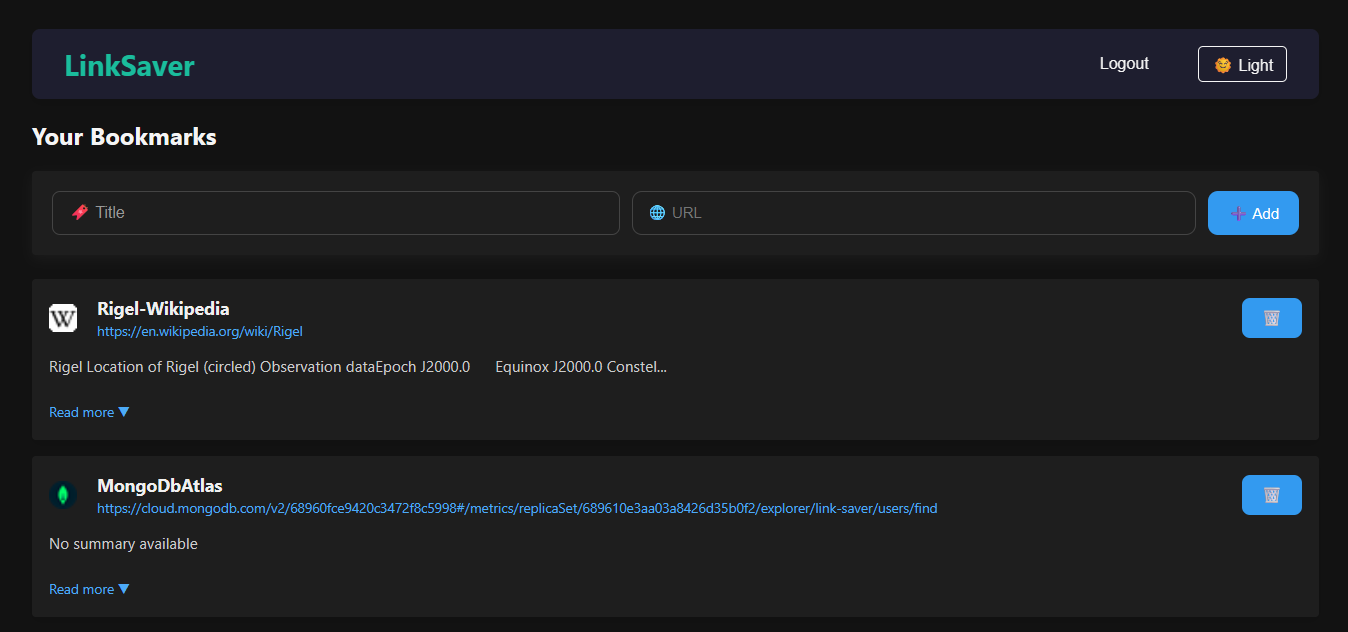 LinkSaver
Logout
🌞 Light
Your Bookmarks
🔖 Title
🌐 URL
➕ Add
W
Rigel-Wikipedia
https://en.wikipedia.org/wiki/Rigel
Rigel Location of Rigel (circled) Observation dataEpoch J2000.0 Equinox J2000.0 Constel...
Read more ▼
MongoDbAtlas
https://cloud.mongodb.com/v2/68960fce9420c3472f8c5998#/metrics/replicaSet/689610e3aa03a8426d35b0f2/explorer/link-saver/users/find
No summary available
Read more ▼